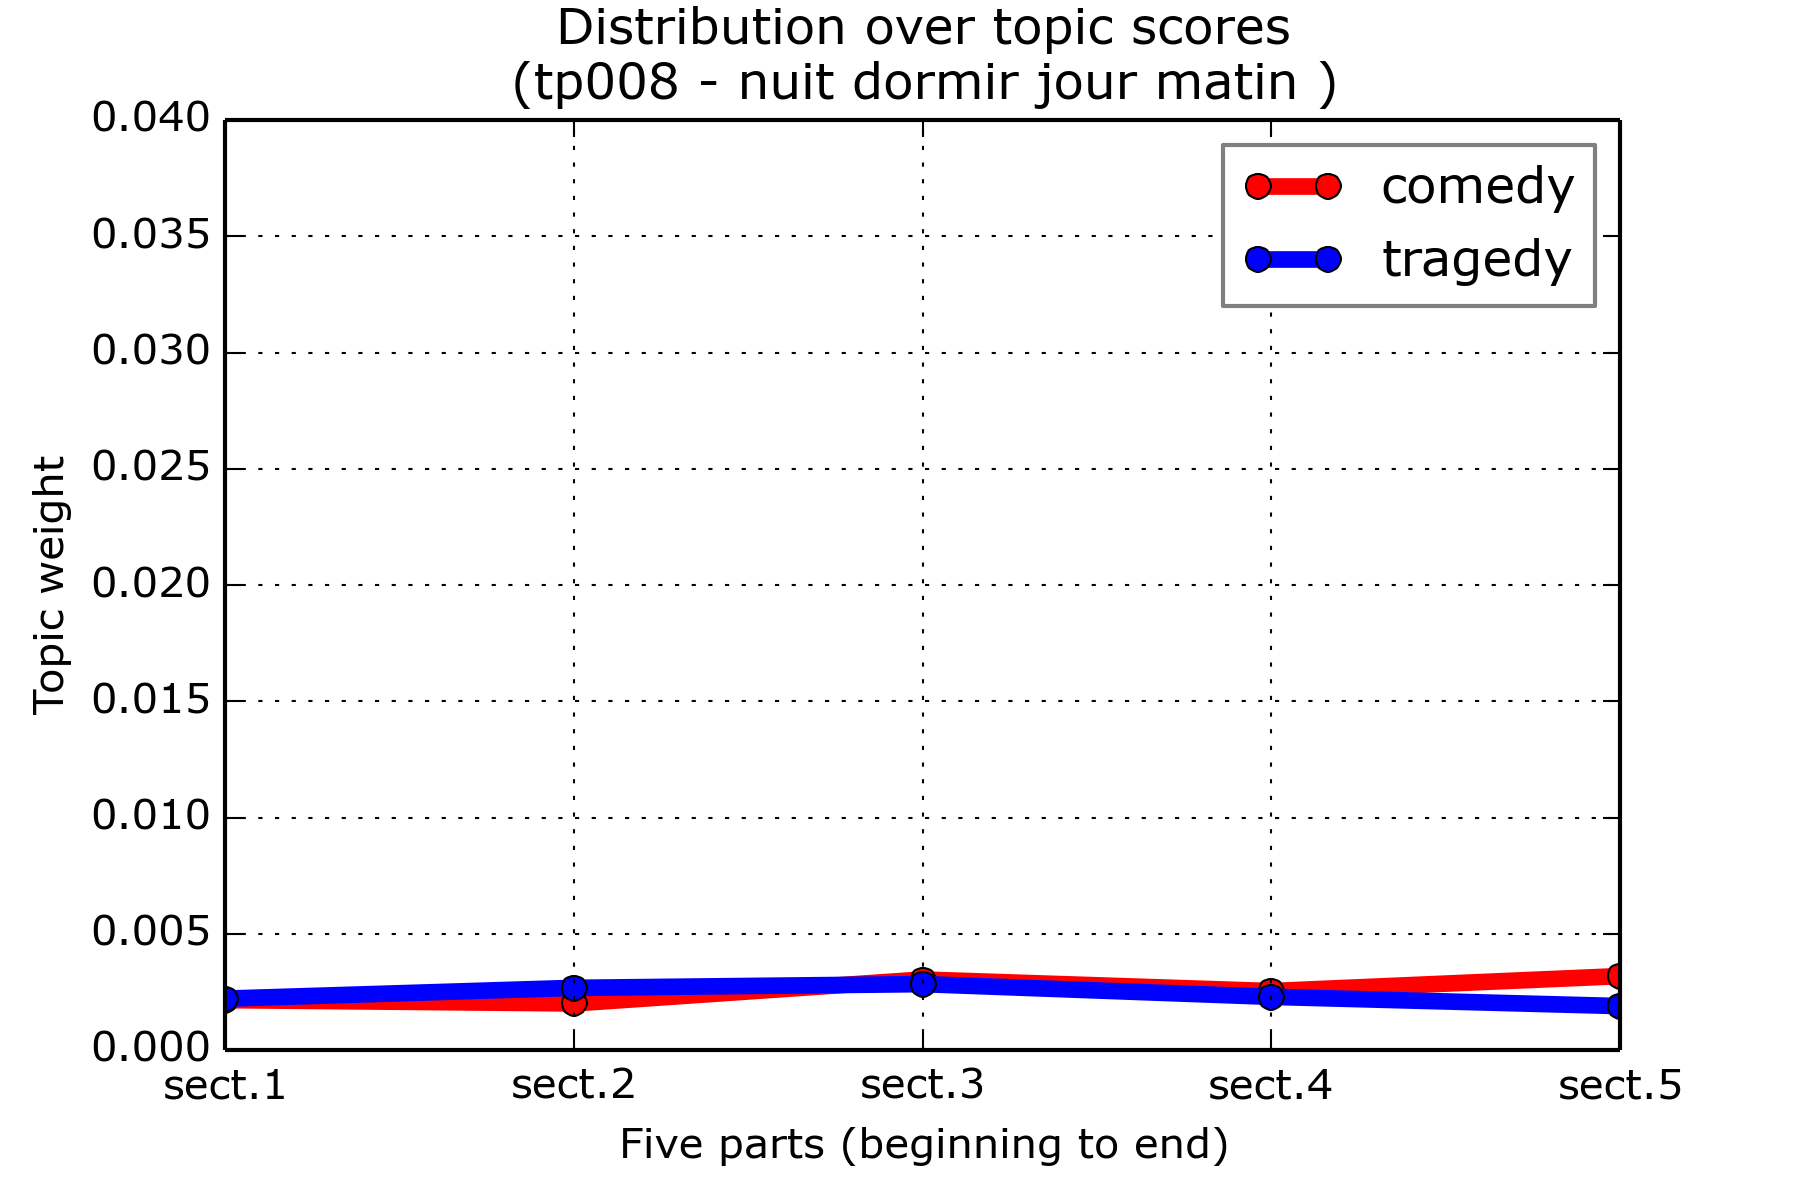 Distribution over topic scores
(tp008 - nuit dormir jour matin )
0.040
0.035
0.030
0.025
0.020
0.015
0.010
0.005
0.000
Topic weight
comedy
tragedy
sect.1 sect.2 sect.3 sect.4 sect.5
Five parts (beginning to end)